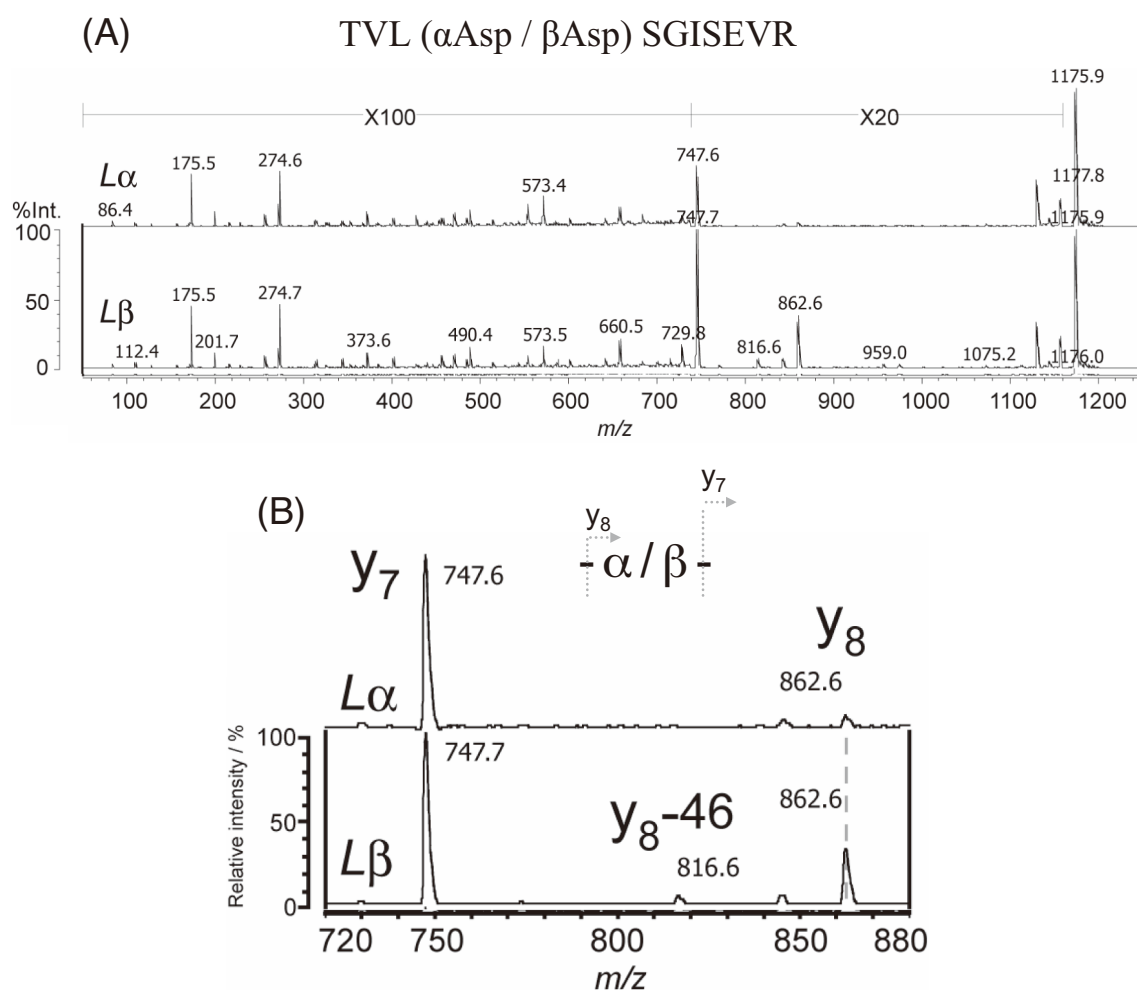 (A) TVL (αAsp / βAsp) SGISEVR
1175.9
X100 X20
Lα 175.5 274.6 747.6
573.4 1177.8
%Int. 86.4 747.7 1175.9
100
50
0
Lβ 175.5 274.7 862.6
112.4 201.7 373.6 490.4 573.5 660.5 729.8 816.6 959.0 1075.2 1176.0
100 200 300 400 500 600 700 800 900 1000 1100 1200
m/z
(B)
y7
y8
α / β
y7 747.6 y8
862.6
Lα
Relative intensity / %
100
50
0
747.7
862.6
y8-46
Lβ 816.6
720 750 800 850 880
m/z